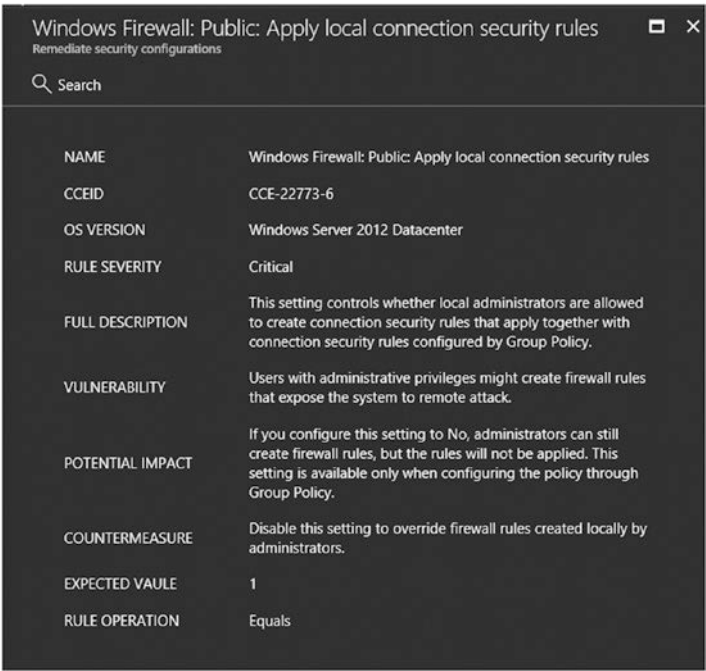 Windows Firewall: Public: Apply local connection security rules
Remediate security configurations
Search
NAME Windows Firewall: Public: Apply local connection security rules
CCEID CCE-22773-6
OS VERSION Windows Server 2012 Datacenter
RULE SEVERITY Critical
This setting controls whether local administrators are allowed
FULL DESCRIPTION to create connection security rules that apply together with
connection security rules configured by Group Policy.
VULNERABILITY Users with administrative privileges might create firewall rules
that expose the system to remote attack.
If you configure this setting to No, administrators can still
POTENTIAL IMPACT create firewall rules, but the rules will not be applied. This
setting is available only when configuring the policy through
Group Policy.
COUNTERMEASURE Disable this setting to override firewall rules created locally by
administrators.
EXPECTED VAULE 1
RULE OPERATION Equals